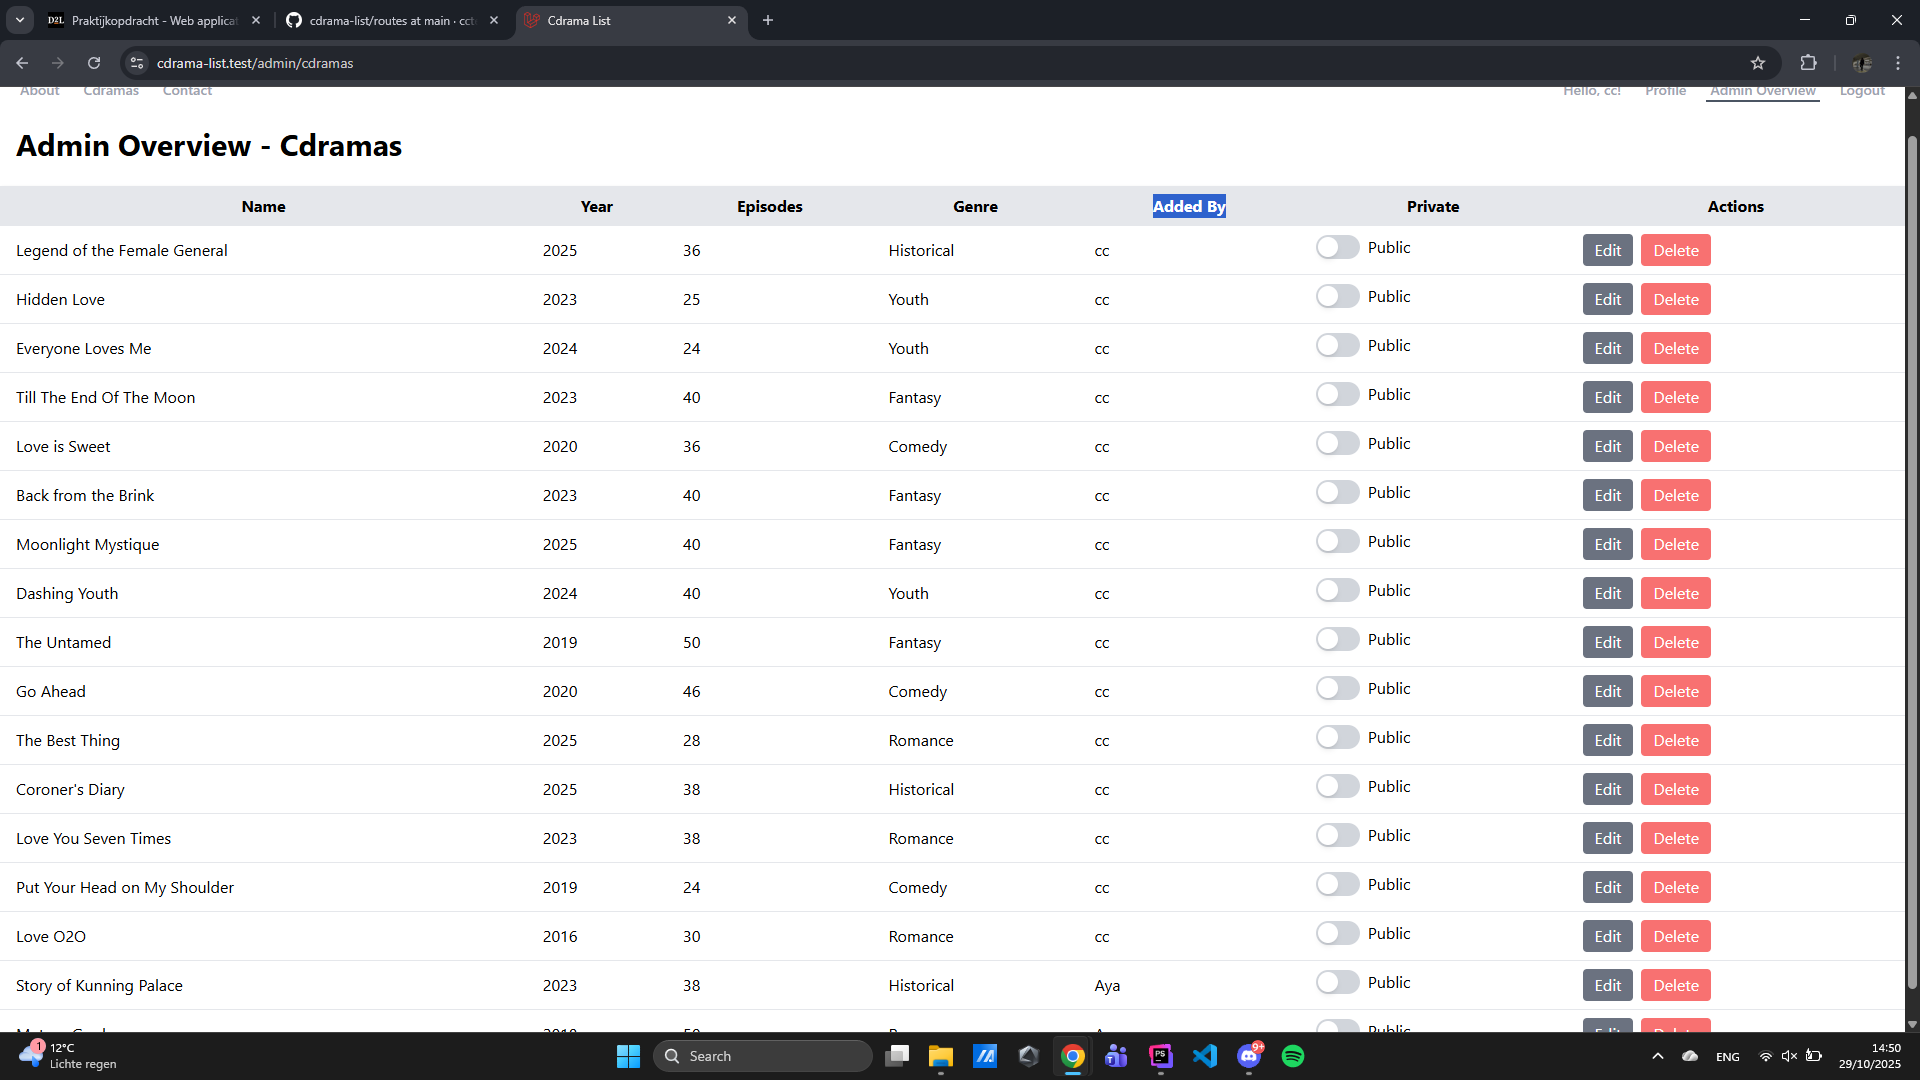 Praktijkopdracht - Web applicat
cdrama-list/routes at main · cct
Cdrama List
cdrama-list.test/admin/cdramas
About Cdramas Contact Hello, cc! Profile Admin Overview Logout
Admin Overview - Cdramas
Name Year Episodes Genre Added By Private Actions
Legend of the Female General 2025 36 Historical cc Public Edit Delete
Hidden Love 2023 25 Youth cc Public Edit Delete
Everyone Loves Me 2024 24 Youth cc Public Edit Delete
Till The End Of The Moon 2023 40 Fantasy cc Public Edit Delete
Love is Sweet 2020 36 Comedy cc Public Edit Delete
Back from the Brink 2023 40 Fantasy cc Public Edit Delete
Moonlight Mystique 2025 40 Fantasy cc Public Edit Delete
Dashing Youth 2024 40 Youth cc Public Edit Delete
The Untamed 2019 50 Fantasy cc Public Edit Delete
Go Ahead 2020 46 Comedy cc Public Edit Delete
The Best Thing 2025 28 Romance cc Public Edit Delete
Coroner's Diary 2025 38 Historical cc Public Edit Delete
Love You Seven Times 2023 38 Romance cc Public Edit Delete
Put Your Head on My Shoulder 2019 24 Comedy cc Public Edit Delete
Love O2O 2016 30 Romance cc Public Edit Delete
Story of Kunning Palace 2023 38 Historical Aya Public Edit Delete
Public Edit Delete
1
12°C
Lichte regen
Search
9+
ENG
14:50
29/10/2025